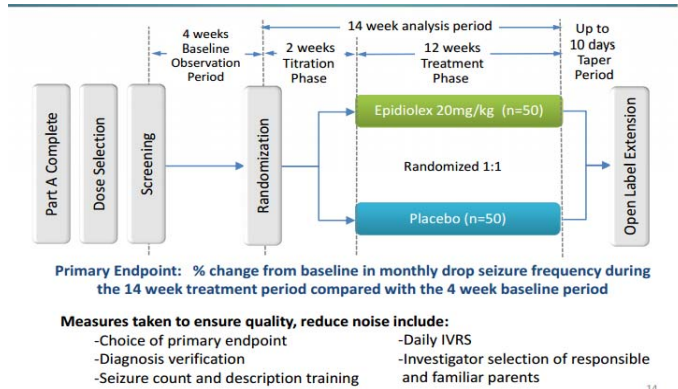 14 week analysis period
4 weeks
Baseline
Observation
Period
2 weeks
Titration
Phase
12 weeks
Treatment
Phase
Up to
10 days
Taper
Period
Part A Complete
Dose Selection
Screening
Randomization
Epidiolex 20mg/kg (n=50)
Randomized 1:1
Placebo (n=50)
Open Label Extension
Primary Endpoint: % change from baseline in monthly drop seizure frequency during
the 14 week treatment period compared with the 4 week baseline period
Measures taken to ensure quality, reduce noise include:
-Choice of primary endpoint
-Diagnosis verification
-Seizure count and description training
-Daily IVRS
-Investigator selection of responsible
and familiar parents
14